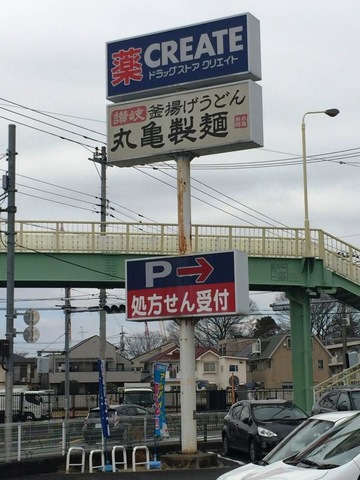 薬 CREATE
ドラッグストア クリエイト
讃岐 釜揚げうどん
丸亀製麺
P →
処方せん受付